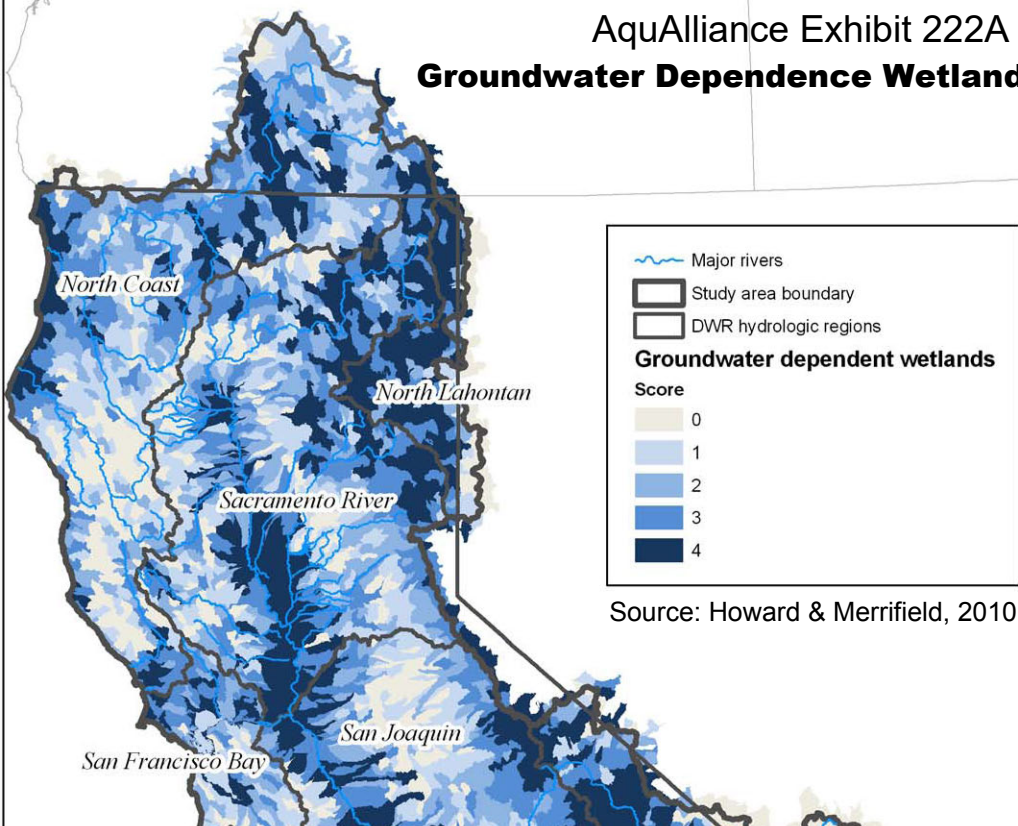 AquAlliance Exhibit 222A
Groundwater Dependence Wetland
Major rivers
Study area boundary
DWR hydrologic regions
Groundwater dependent wetlands
Score
0
1
2
3
4
Source: Howard & Merrifield, 2010
North Coast
North Lahontan
Sacramento River
San Joaquin
San Francisco Bay